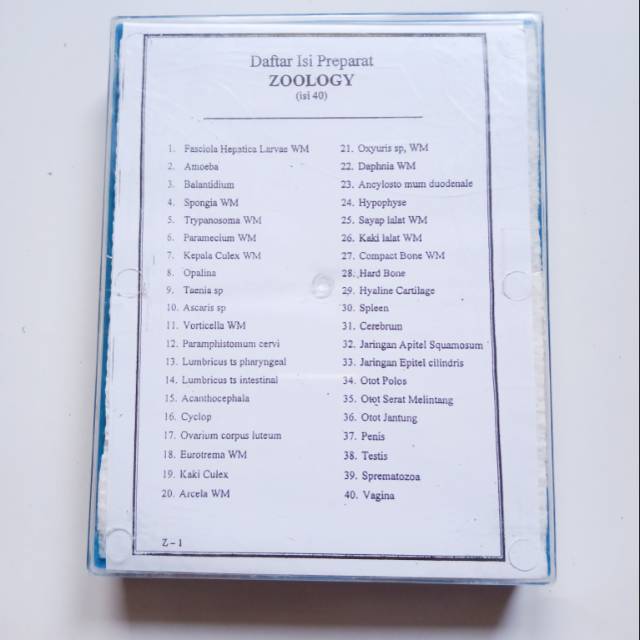 Daftar Isi Preparat
ZOOLOGY
(isi 40)
1. Fasciola Hepatica Larvae WM
2. Amoeba
3. Balantidium
4. Spongia WM
5. Trypanosoma WM
6. Paramecium WM
7. Kepala Culex WM
8. Opalina
9. Taenia sp
10. Ascaris sp
11. Vorticella WM
12. Paramphistomum cervi
13. Lumbricus ts pharyngeal
14. Lumbricus ts intestinal
15. Acanthocephala
16. Cyclop
17. Ovarium corpus luteum
18. Eurotrema WM
19. Kaki Culex
20. Arcela WM
21. Oxyuris sp, WM
22. Daphnia WM
23. Ancylosto mum duodenale
24. Hypophyse
25. Sayap lalat WM
26. Kaki lalat WM
27. Compact Bone WM
28. Hard Bone
29. Hyaline Cartilage
30. Spleen
31. Cerebrum
32. Jaringan Apitel Squamosum
33. Jaringan Epitel cilindris
34. Otot Polos
35. Otot Serat Melintang
36. Otot Jantung
37. Penis
38. Testis
39. Sprematozoa
40. Vagina
Z - 1